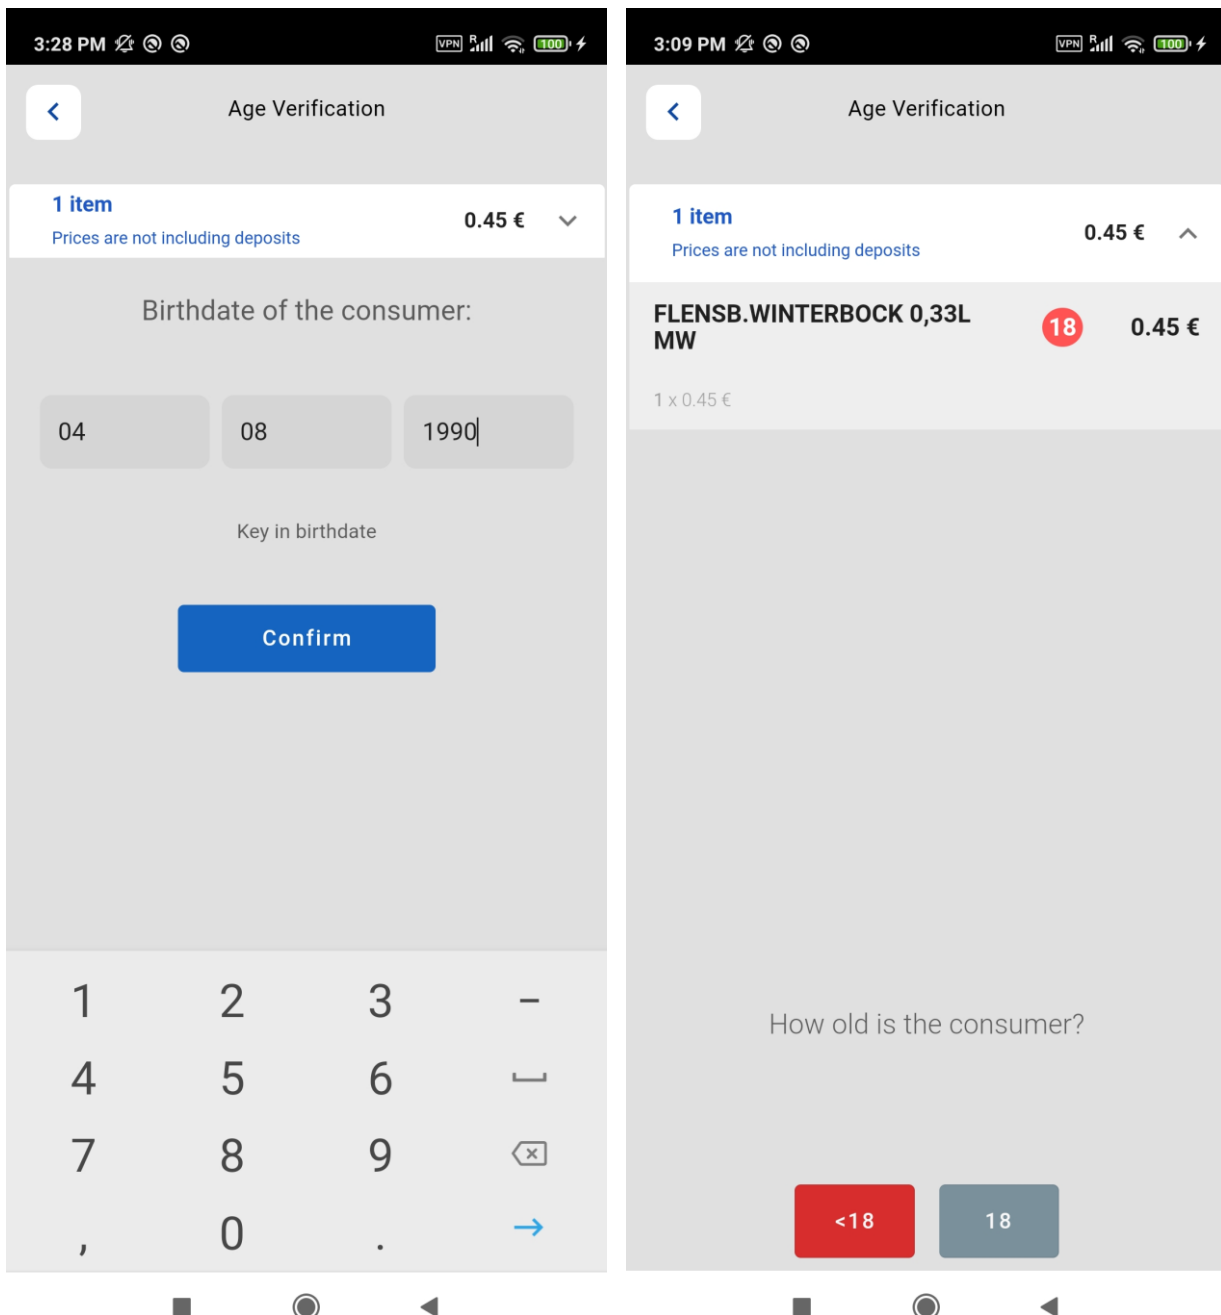 3:28 PM
VPN R 100
Age Verification
1 item
0.45 €
Prices are not including deposits
Birthdate of the consumer:
04 08 1990
Key in birthdate
Confirm
1 2 3 –
4 5 6
7 8 9
, 0 .
3:09 PM
VPN R 100
Age Verification
1 item
0.45 €
Prices are not including deposits
FLENSB.WINTERBOCK 0,33L
MW
18 0.45 €
1 x 0.45 €
How old is the consumer?
<18 18